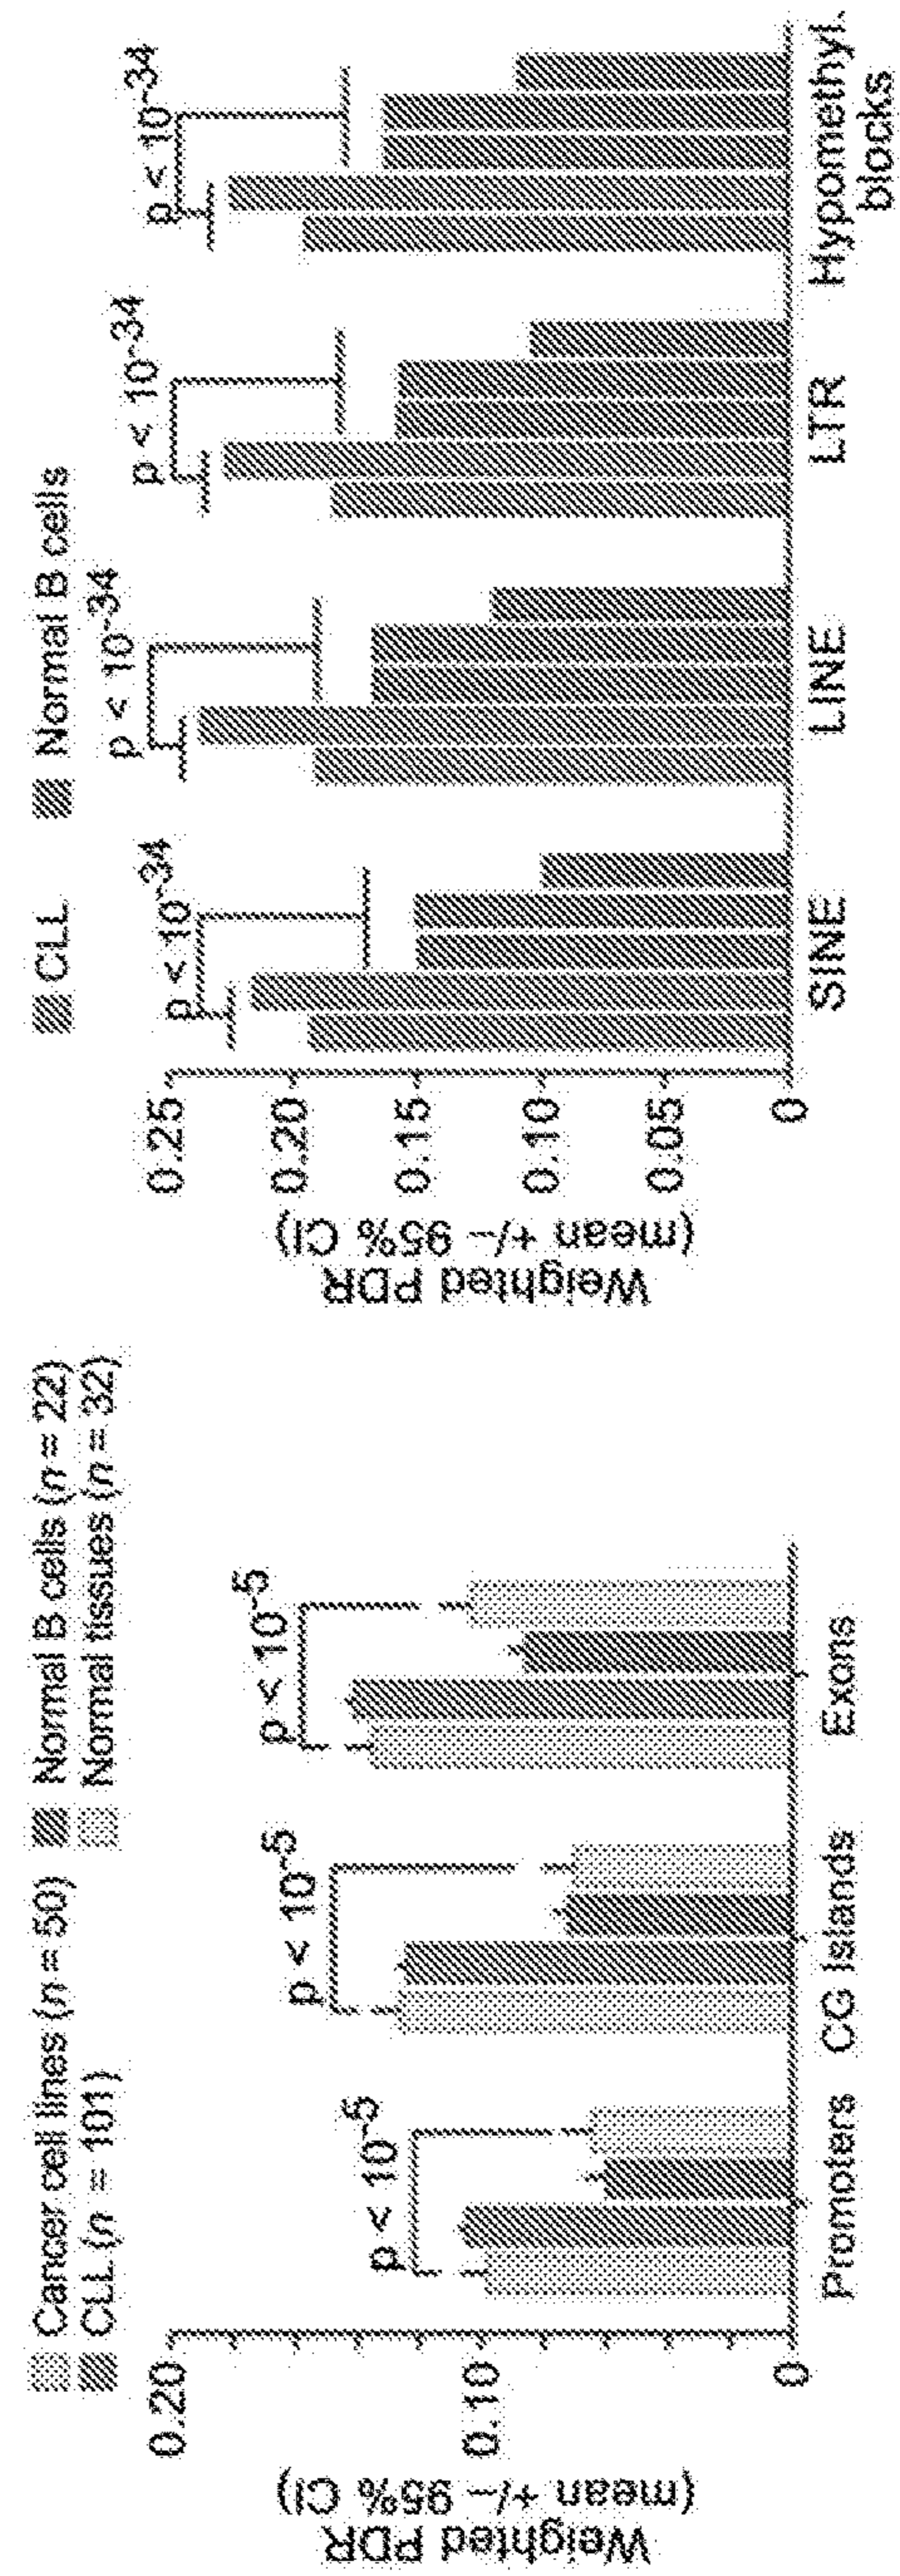 Cancer cell lines (n = 50)
CLL (n = 101)
Normal B cells (n = 22)
Normal tissues (n = 32)
Weighted PDR
(mean +/– 95% CI)
0.20
0.10
0
p < 10-5
p < 10-5
p < 10-5
Promoters
CG Islands
Exons
CLL
Normal B cells
Weighted PDR
(mean +/– 95% CI)
0.25
0.20
0.15
0.10
0.05
0
p < 10-34
p < 10-34
p < 10-34
p < 10-34
SINE
LINE
LTR
Hypomethyl.
blocks